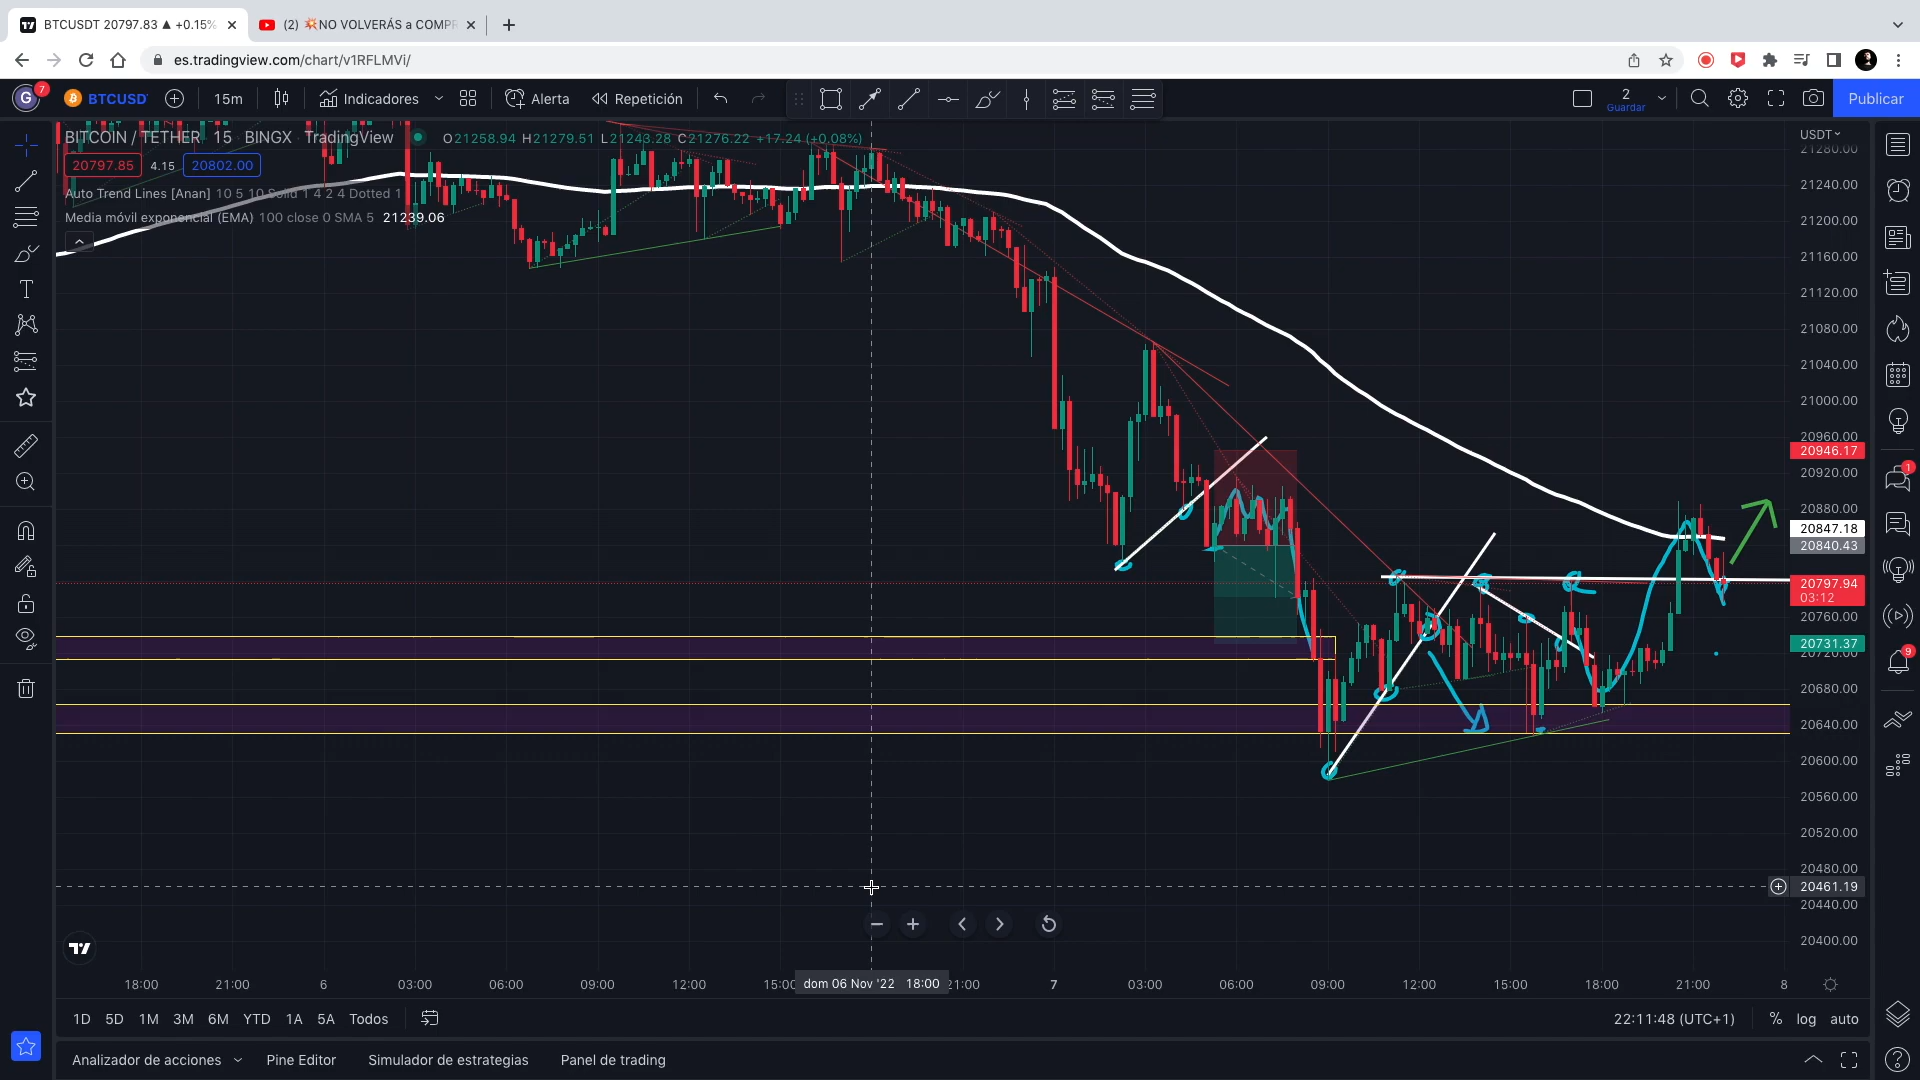 BTCUSDT 20797.83 ▲ +0.15%
(2) 💥NO VOLVERÁS a COMPR
es.tradingview.com/chart/v1RFLMVi/
G 7
BTCUSD
15m
Indicadores
Alerta
Repetición
2
Guardar
Publicar
BITCOIN / TETHER · 15 · BINGX · TradingView
O21258.94 H21279.51 L21243.28 C21276.22 +17.24 (+0.08%)
20797.85 4.15 20802.00
Auto Trend Lines [Anan] 10 5 10 Solid 1 4 2 4 Dotted 1
Media móvil exponencial (EMA) 100 close 0 SMA 5 21239.06
USDT
21280.00
21240.00
21200.00
21160.00
21120.00
21080.00
21040.00
21000.00
20960.00
20946.17
20920.00
20880.00
20847.18
20840.43
20797.94
03:12
20760.00
20731.37
20720.00
20680.00
20640.00
20600.00
20560.00
20520.00
20480.00
20461.19
20440.00
20400.00
1
9
18:00 21:00 6 03:00 06:00 09:00 12:00 15:00 dom 06 Nov '22 18:00 21:00 7 03:00 06:00 09:00 12:00 15:00 18:00 21:00 8
1D 5D 1M 3M 6M YTD 1A 5A Todos
22:11:48 (UTC+1) % log auto
Analizador de acciones Pine Editor Simulador de estrategias Panel de trading